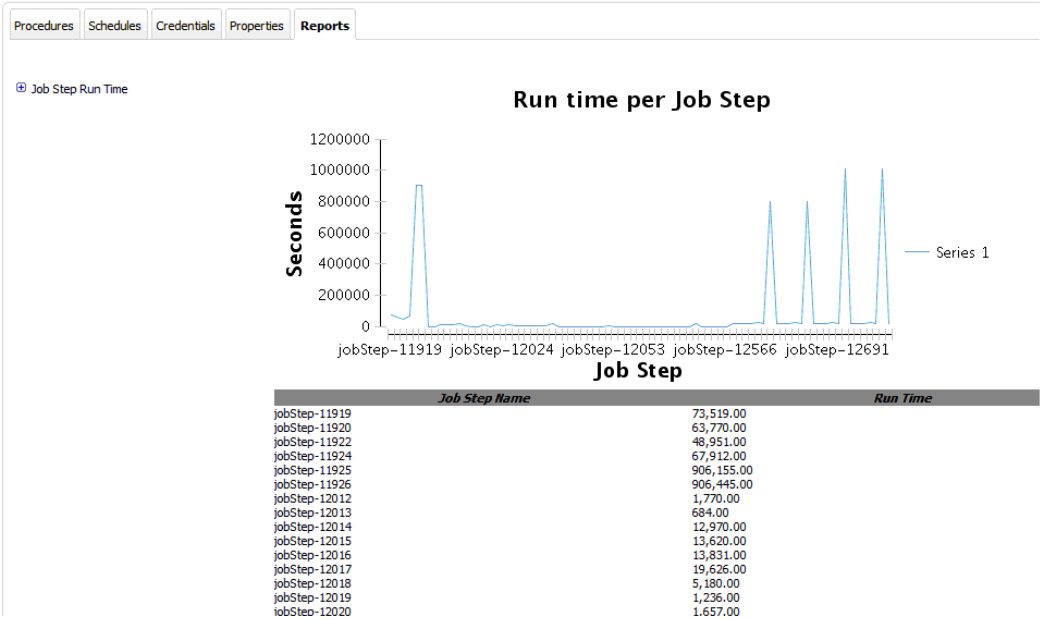 Procedures Schedules Credentials Properties Reports
Job Step Run Time
Run time per Job Step
1200000
1000000
800000
600000
400000
200000
0
Seconds
Series 1
jobStep-11919 jobStep-12024 jobStep-12053 jobStep-12566 jobStep-12691
Job Step
Job Step Name Run Time
jobStep-11919 73,519.00
jobStep-11920 63,770.00
jobStep-11922 48,951.00
jobStep-11924 67,912.00
jobStep-11925 906,155.00
jobStep-11926 906,445.00
jobStep-12012 1,770.00
jobStep-12013 684.00
jobStep-12014 12,970.00
jobStep-12015 13,620.00
jobStep-12016 13,831.00
jobStep-12017 19,626.00
jobStep-12018 5,180.00
jobStep-12019 1,236.00
jobStep-12020 1,657.00